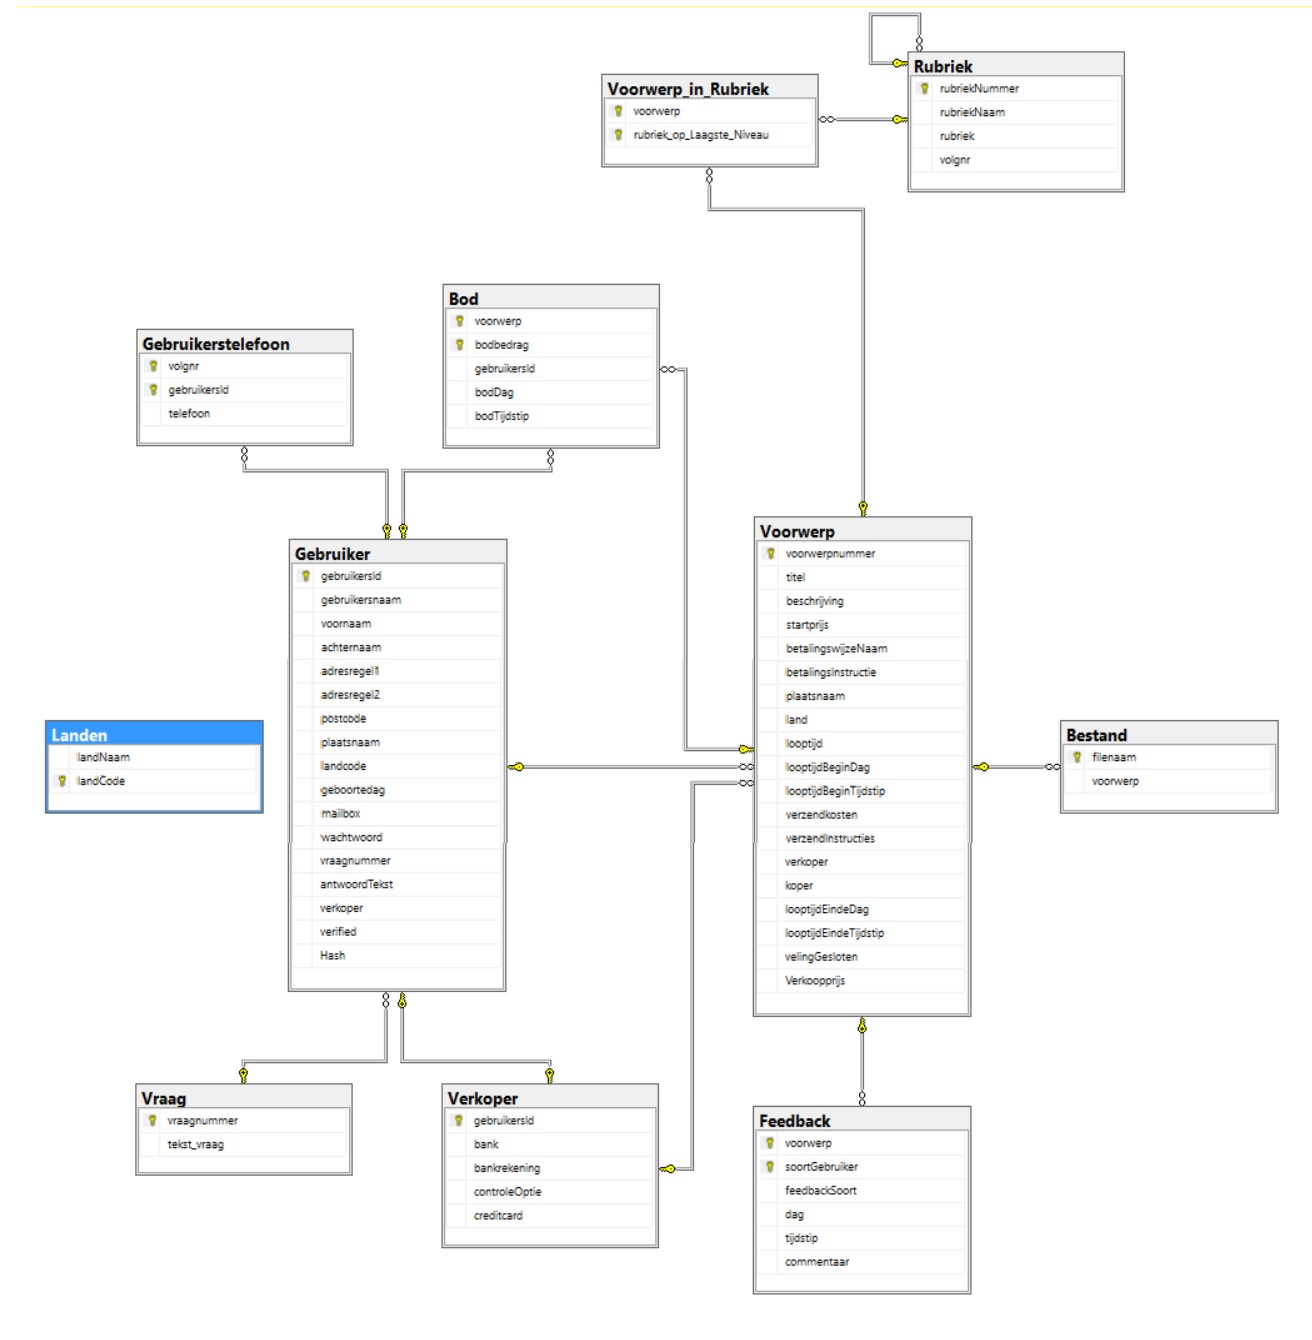 Rubriek
rubriekNummer
rubriekNaam
rubriek
volgnr
Voorwerp_in_Rubriek
voorwerp
rubriek_op_Laagste_Niveau
Bod
voorwerp
bodbedrag
gebruikersId
bodDag
bodTijdstip
Gebruikerstelefoon
volgnr
gebruikersId
telefoon
Gebruiker
gebruikersId
gebruikersnaam
voornaam
achternaam
adresregel1
adresregel2
postcode
plaatsnaam
landcode
geboortedag
mailbox
wachtwoord
vraagnummer
antwoordTekst
verkoper
verified
Hash
Voorwerp
voorwerpnummer
titel
beschrijving
startprijs
betalingswijzeNaam
betalingsInstructie
plaatsnaam
land
looptijd
looptijdBeginDag
looptijdBeginTijdstip
verzendkosten
verzendInstructies
verkoper
koper
looptijdEindeDag
looptijdEindeTijdstip
velingGesloten
Verkoopprijs
Landen
landNaam
landCode
Bestand
filenaam
voorwerp
Vraag
vraagnummer
tekst_vraag
Verkoper
gebruikersId
bank
bankrekening
controleOptie
creditcard
Feedback
voorwerp
soortGebruiker
feedbackSoort
dag
tijdstip
commentaar